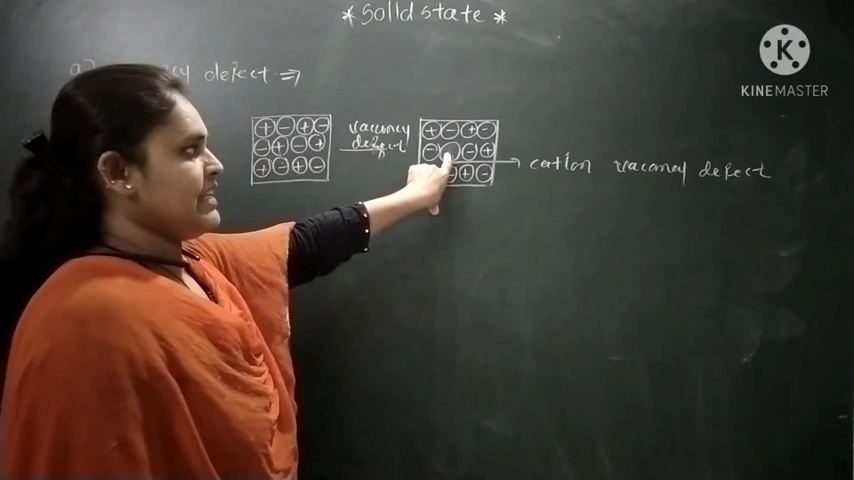 * Solid state *
K
KINEMASTER
defect ⇒
+ - + -
- + - +
+ - + -
vacancy
defect
+ - + -
- - +
- + -
→ cation vacancy defect